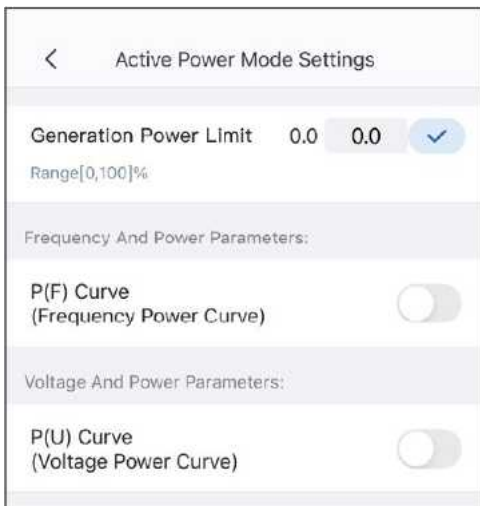 Active Power Mode Settings
Generation Power Limit 0.0 0.0
Range[0,100]%
Frequency And Power Parameters:
P(F) Curve
(Frequency Power Curve)
Voltage And Power Parameters:
P(U) Curve
(Voltage Power Curve)